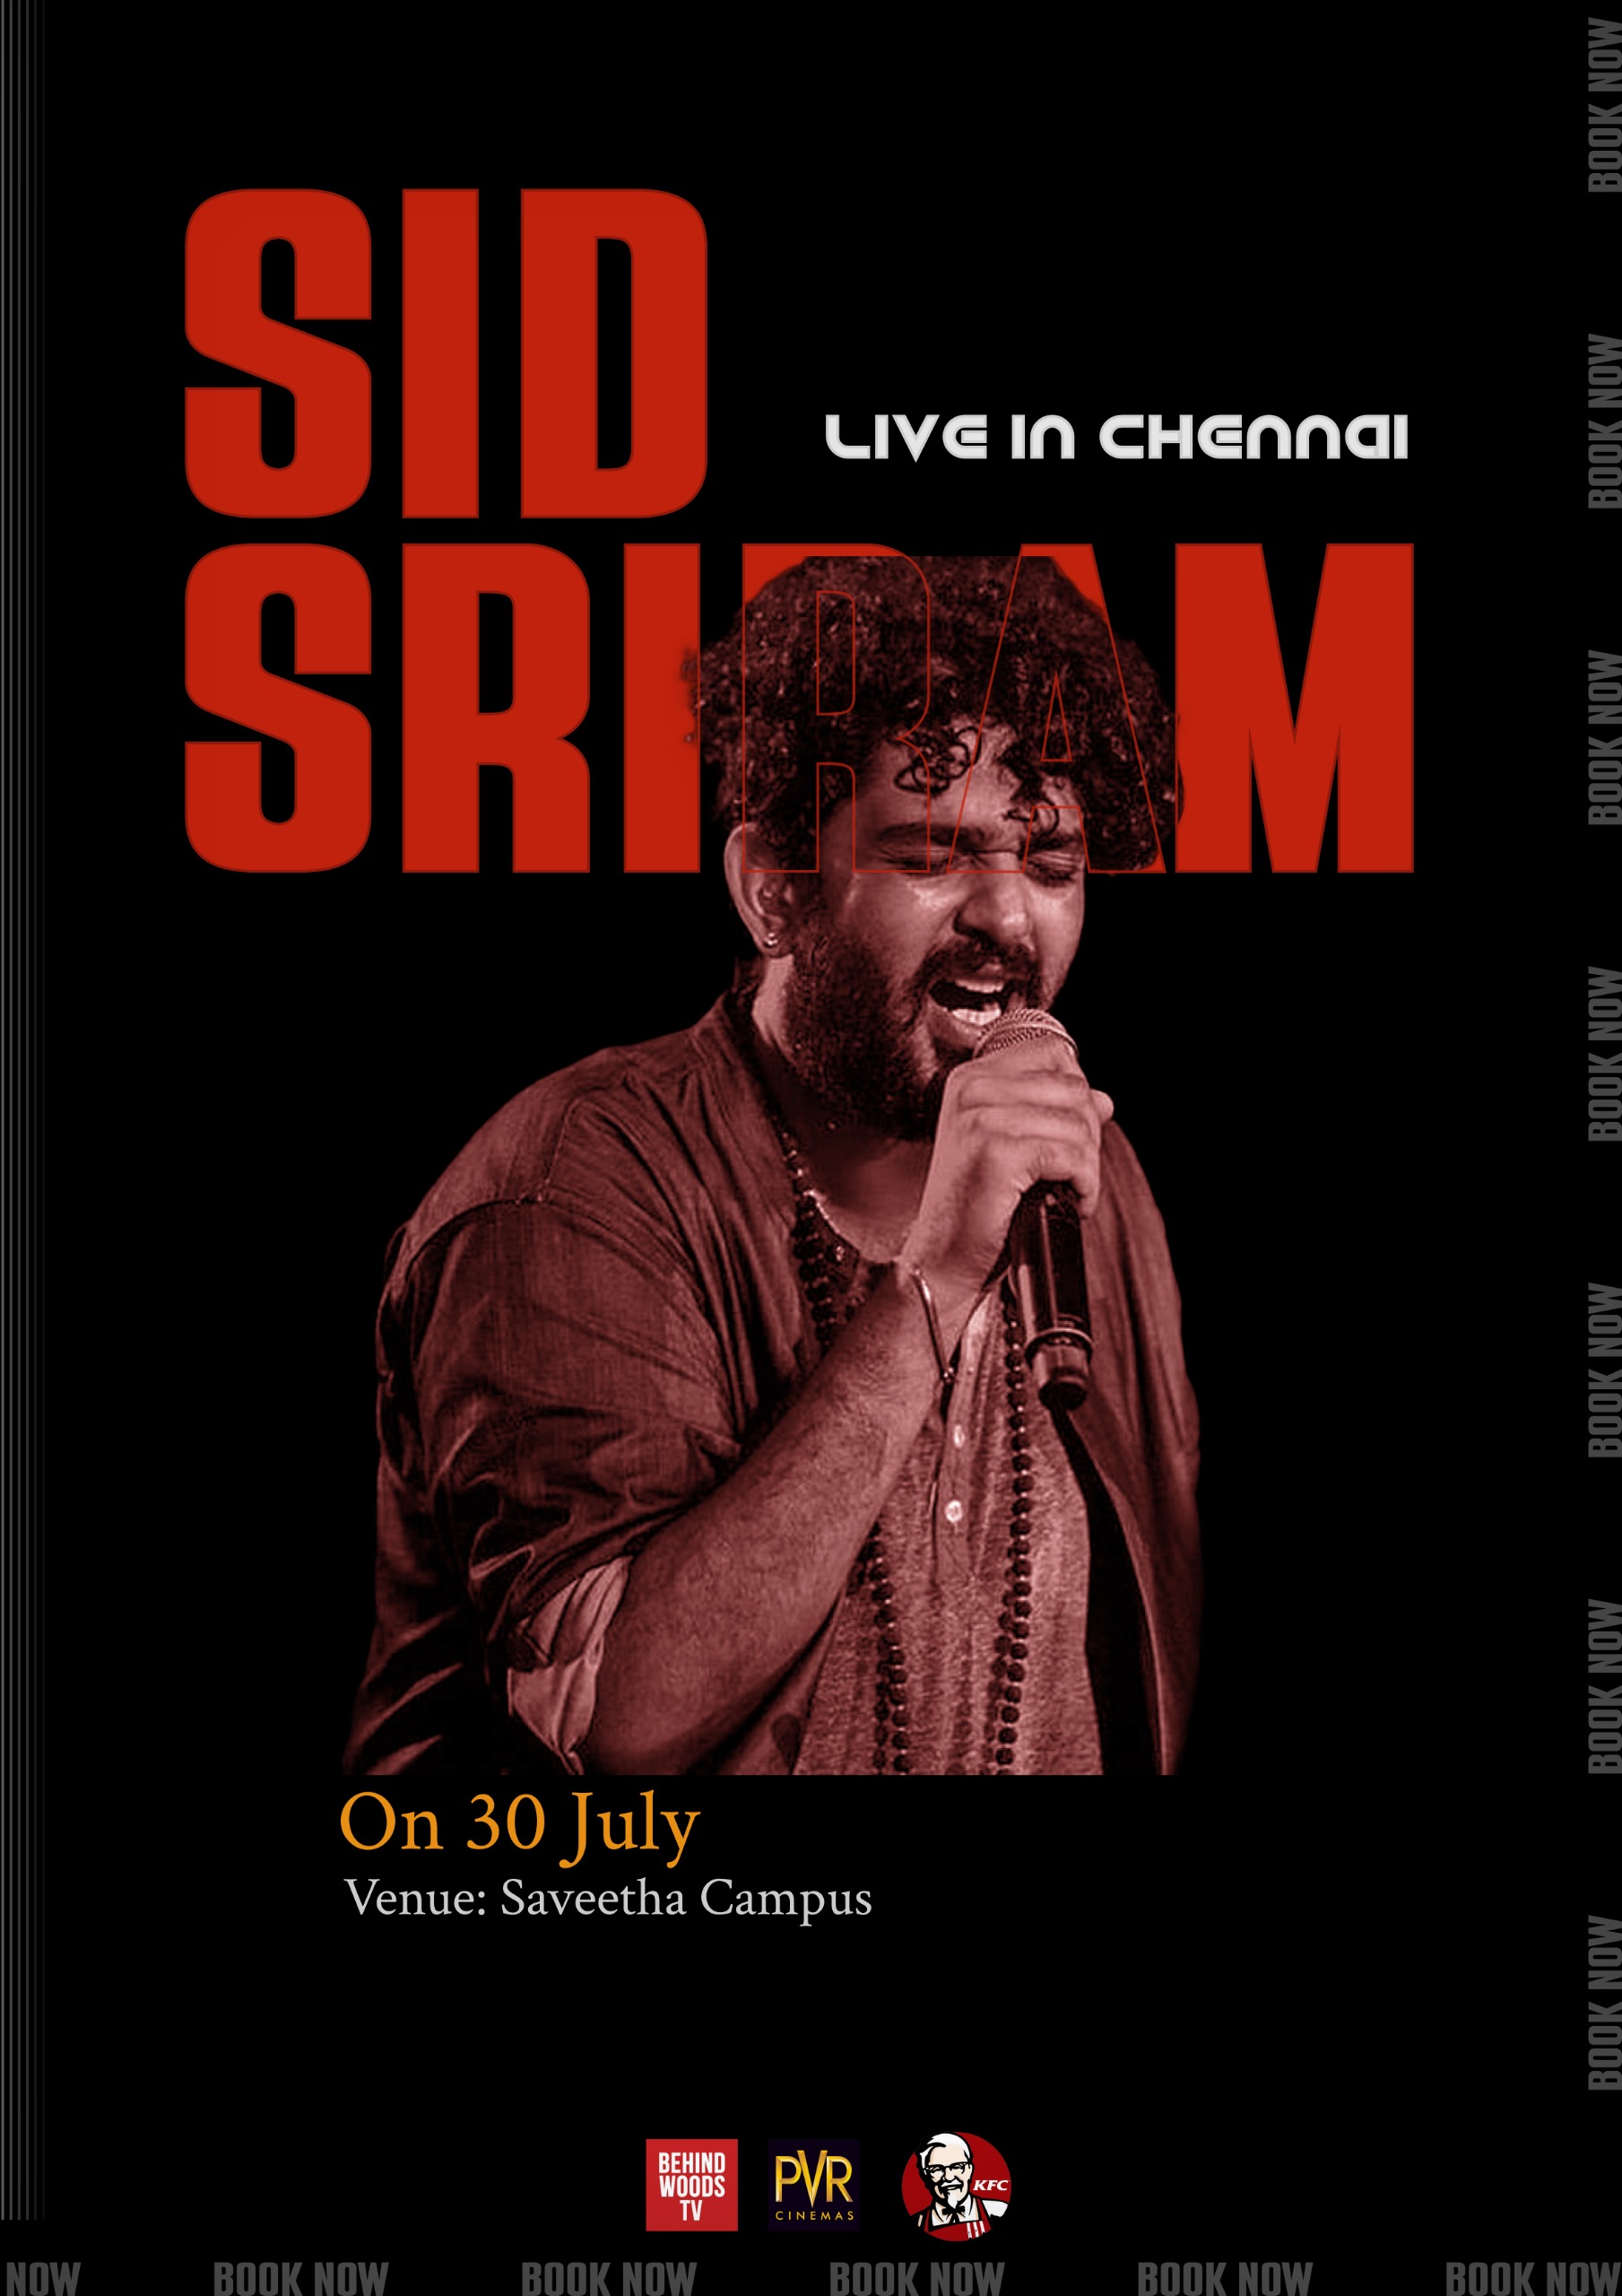 SID
LIVE IN CHENNAI
SRIRAM
On 30 July
Venue: Saveetha Campus
BEHIND
WOODS
TV
PVR
CINEMAS
KFC
BOOK NOW
BOOK NOW
BOOK NOW
BOOK NOW
BOOK NOW
BOOK NOW
BOOK NOW
NOW BOOK NOW BOOK NOW BOOK NOW BOOK NOW BOOK NOW